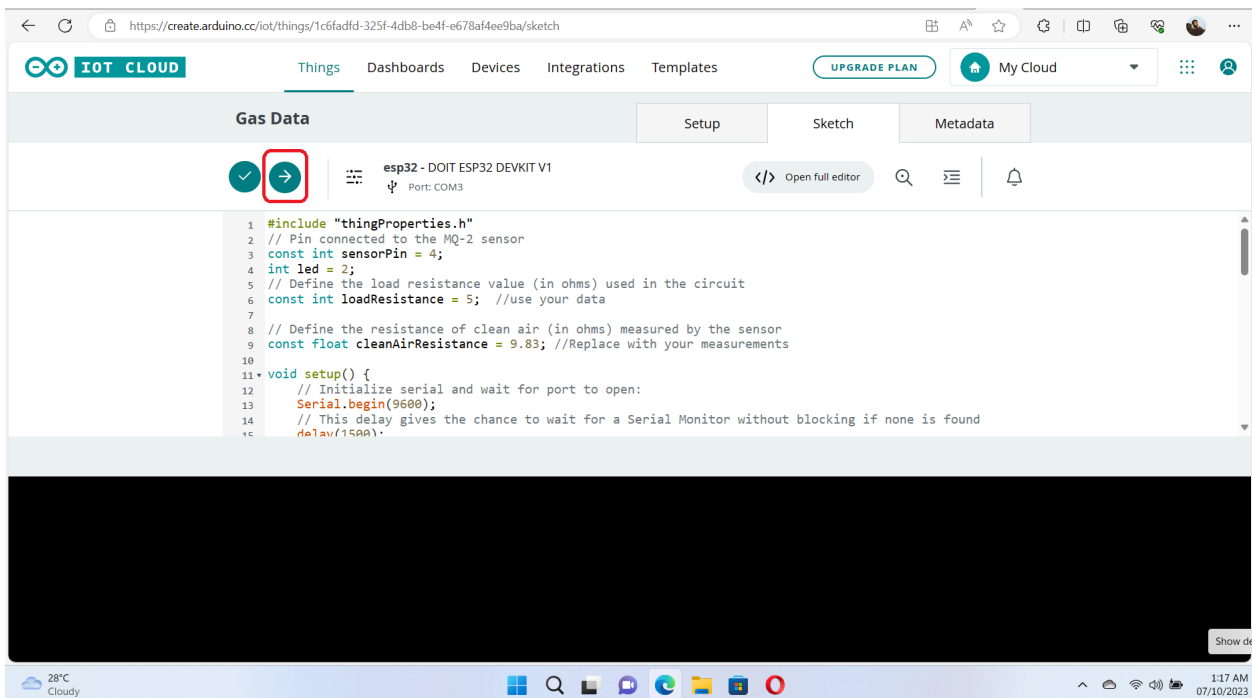 https://create.arduino.cc/iot/things/1c6fadfd-325f-4db8-be4f-e678af4ee9ba/sketch
IOT CLOUD Things Dashboards Devices Integrations Templates UPGRADE PLAN My Cloud
Gas Data Setup Sketch Metadata
esp32 - DOIT ESP32 DEVKIT V1
Port: COM3
</> Open full editor
1 #include "thingProperties.h"
2 // Pin connected to the MQ-2 sensor
3 const int sensorPin = 4;
4 int led = 2;
5 // Define the load resistance value (in ohms) used in the circuit
6 const int loadResistance = 5;  //use your data
7
8 // Define the resistance of clean air (in ohms) measured by the sensor
9 const float cleanAirResistance = 9.83; //Replace with your measurements
10
11 void setup() {
12     // Initialize serial and wait for port to open:
13     Serial.begin(9600);
14     // This delay gives the chance to wait for a Serial Monitor without blocking if none is found
15     delay(1500);
Show de
28°C
Cloudy
1:17 AM
07/10/2023